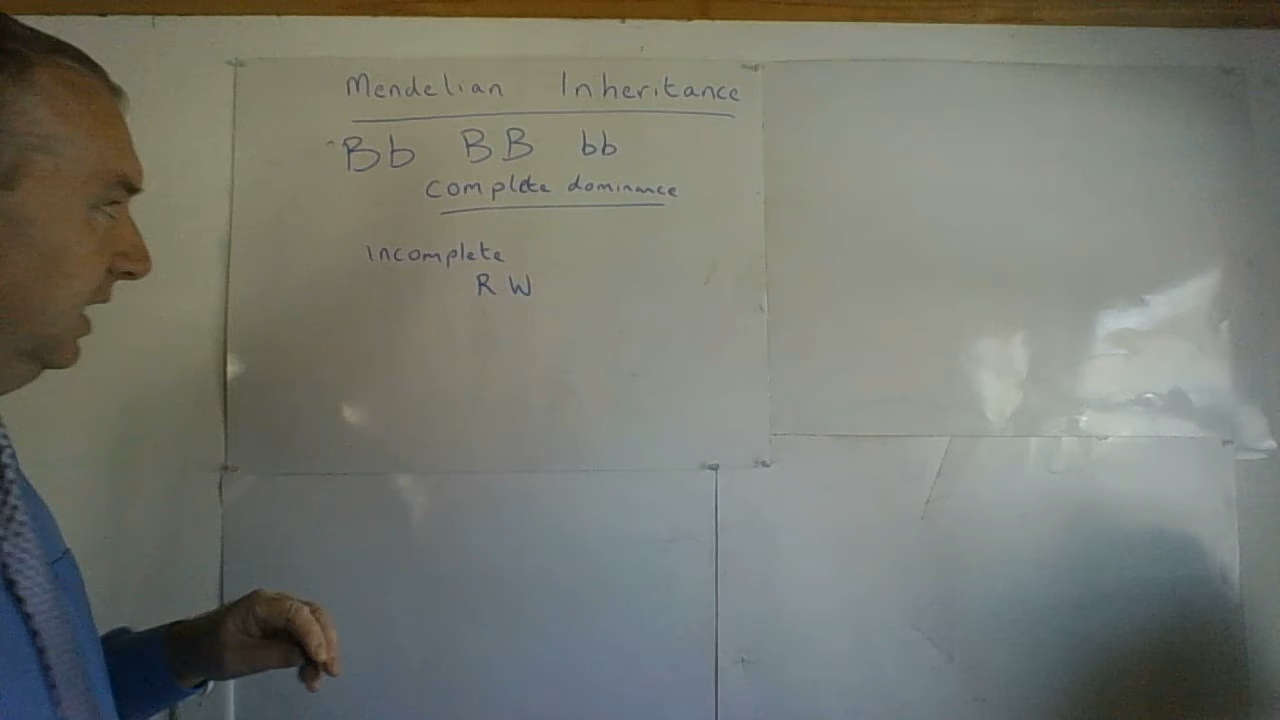 Mendelian Inheritance
Bb BB bb
complete dominance
incomplete
R W